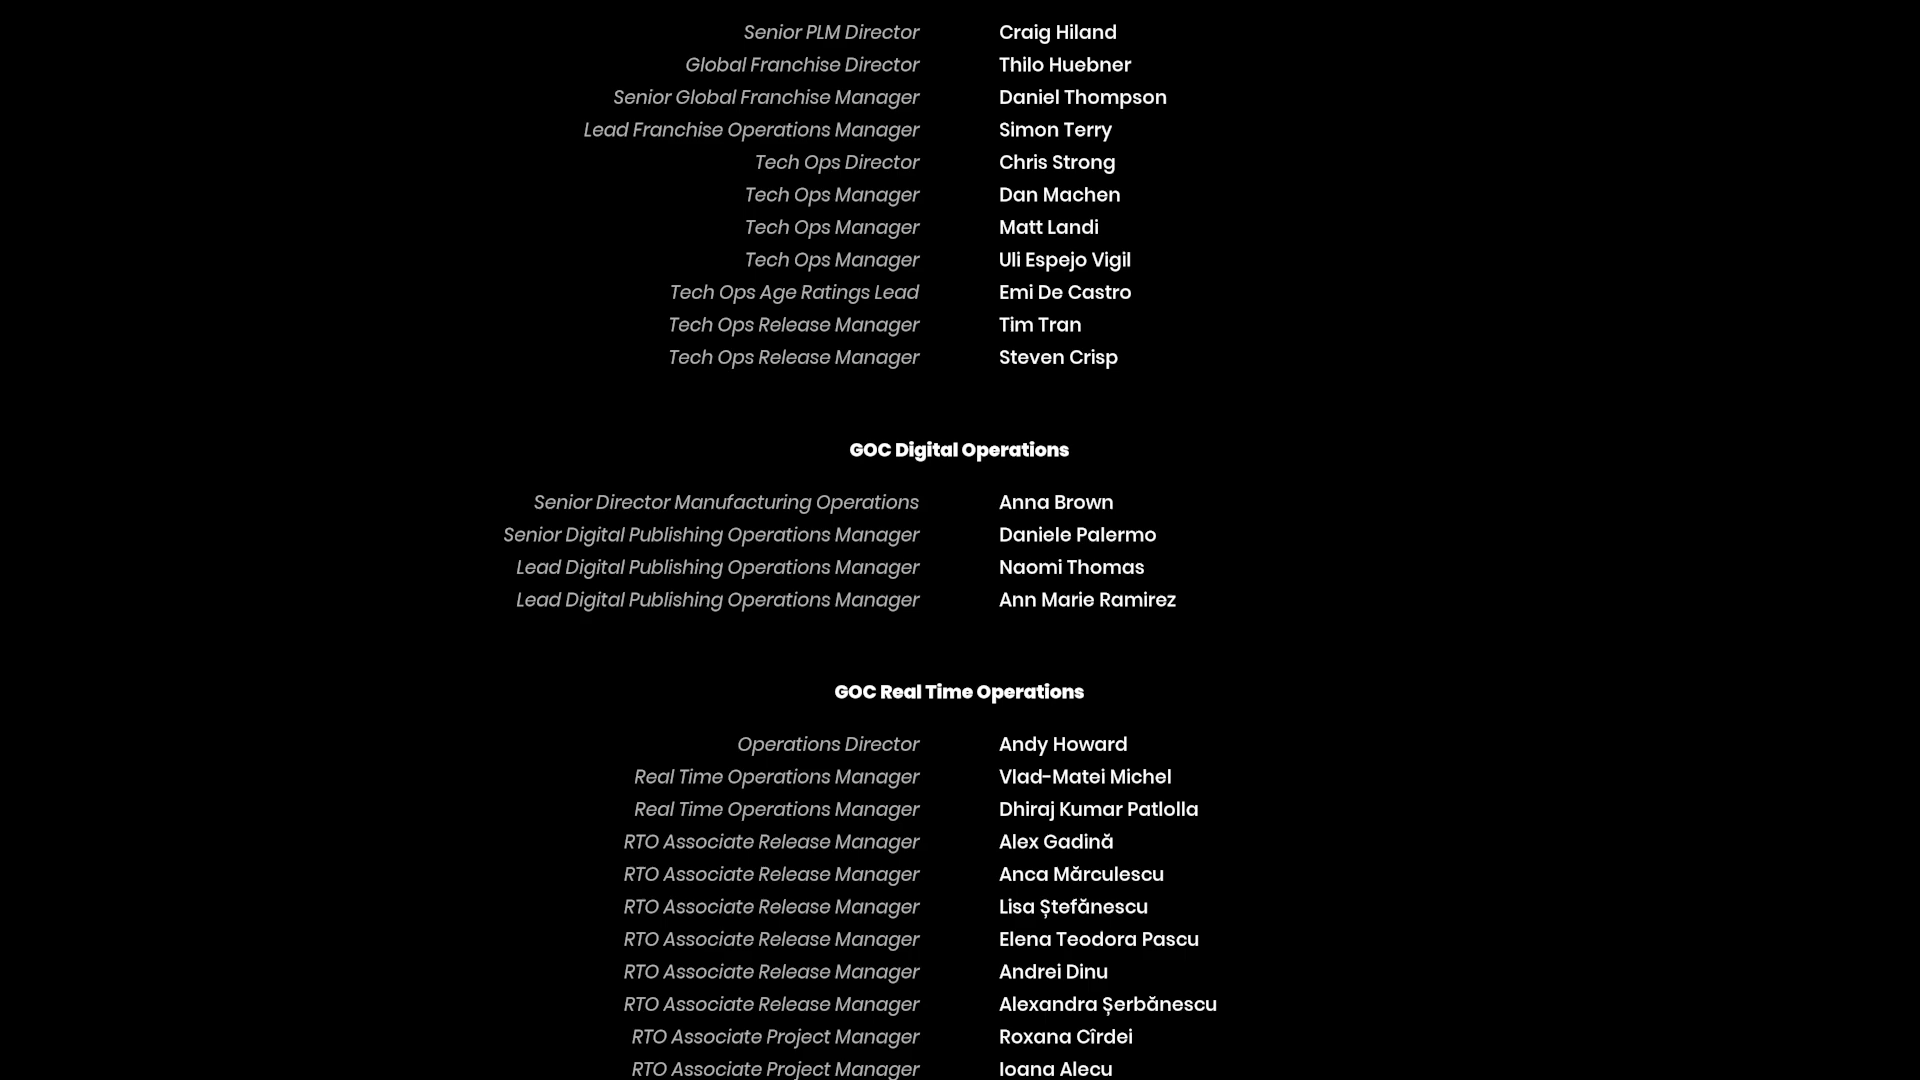 Senior PLM Director Craig Hiland
Global Franchise Director Thilo Huebner
Senior Global Franchise Manager Daniel Thompson
Lead Franchise Operations Manager Simon Terry
Tech Ops Director Chris Strong
Tech Ops Manager Dan Machen
Tech Ops Manager Matt Landi
Tech Ops Manager Uli Espejo Vigil
Tech Ops Age Ratings Lead Emi De Castro
Tech Ops Release Manager Tim Tran
Tech Ops Release Manager Steven Crisp
GOC Digital Operations
Senior Director Manufacturing Operations Anna Brown
Senior Digital Publishing Operations Manager Daniele Palermo
Lead Digital Publishing Operations Manager Naomi Thomas
Lead Digital Publishing Operations Manager Ann Marie Ramirez
GOC Real Time Operations
Operations Director Andy Howard
Real Time Operations Manager Vlad-Matei Michel
Real Time Operations Manager Dhiraj Kumar Patlolla
RTO Associate Release Manager Alex Gadină
RTO Associate Release Manager Anca Mărculescu
RTO Associate Release Manager Lisa Ștefănescu
RTO Associate Release Manager Elena Teodora Pascu
RTO Associate Release Manager Andrei Dinu
RTO Associate Release Manager Alexandra Șerbănescu
RTO Associate Project Manager Roxana Cîrdei
RTO Associate Project Manager Ioana Alecu